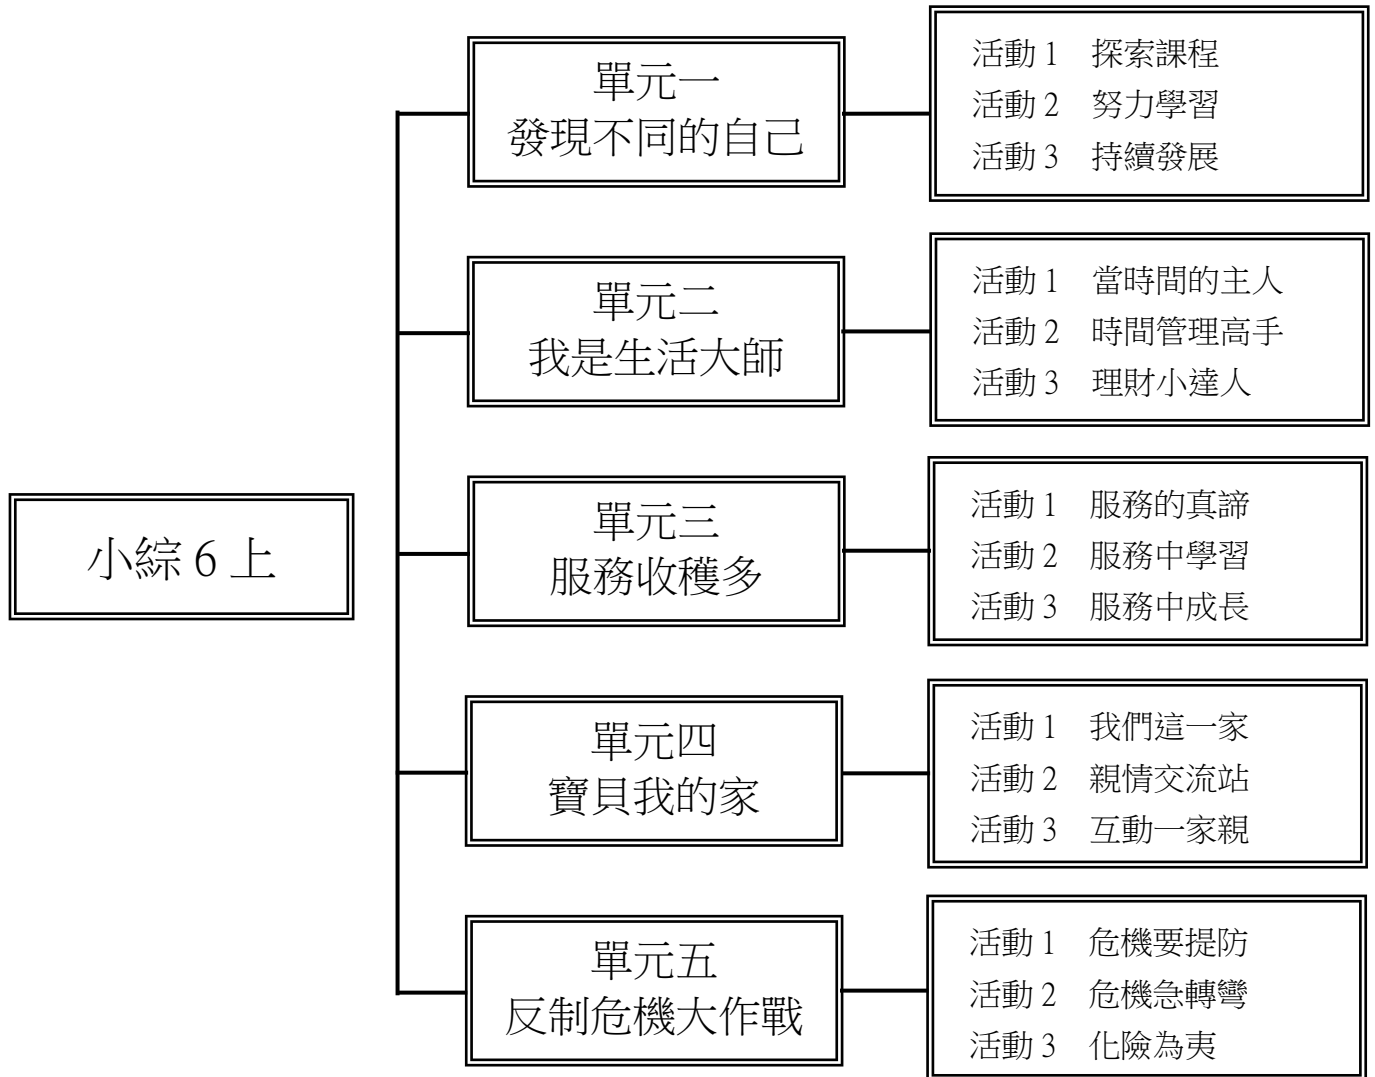 小綜 6 上
單元一
發現不同的自己
活動 1　探索課程
活動 2　努力學習
活動 3　持續發展
單元二
我是生活大師
活動 1　當時間的主人
活動 2　時間管理高手
活動 3　理財小達人
單元三
服務收穫多
活動 1　服務的真諦
活動 2　服務中學習
活動 3　服務中成長
單元四
寶貝我的家
活動 1　我們這一家
活動 2　親情交流站
活動 3　互動一家親
單元五
反制危機大作戰
活動 1　危機要提防
活動 2　危機急轉彎
活動 3　化險為夷